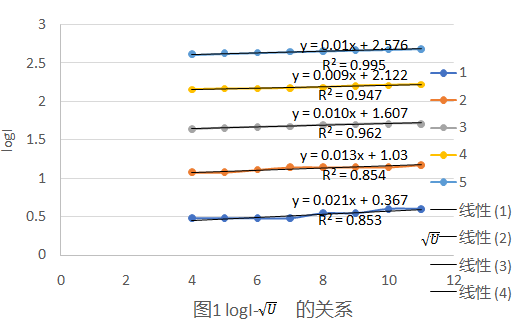 3
2.5
2
1.5
1
0.5
0
logI
0 2 4 6 8 10 12
y = 0.01x + 2.576
R² = 0.995
y = 0.009x + 2.122
R² = 0.947
y = 0.010x + 1.607
R² = 0.962
y = 0.013x + 1.03
R² = 0.854
y = 0.021x + 0.367
R² = 0.853
1
2
3
4
5
线性 (1)
线性 (2)
线性 (3)
线性 (4)
√U
图1 logI-√U 的关系